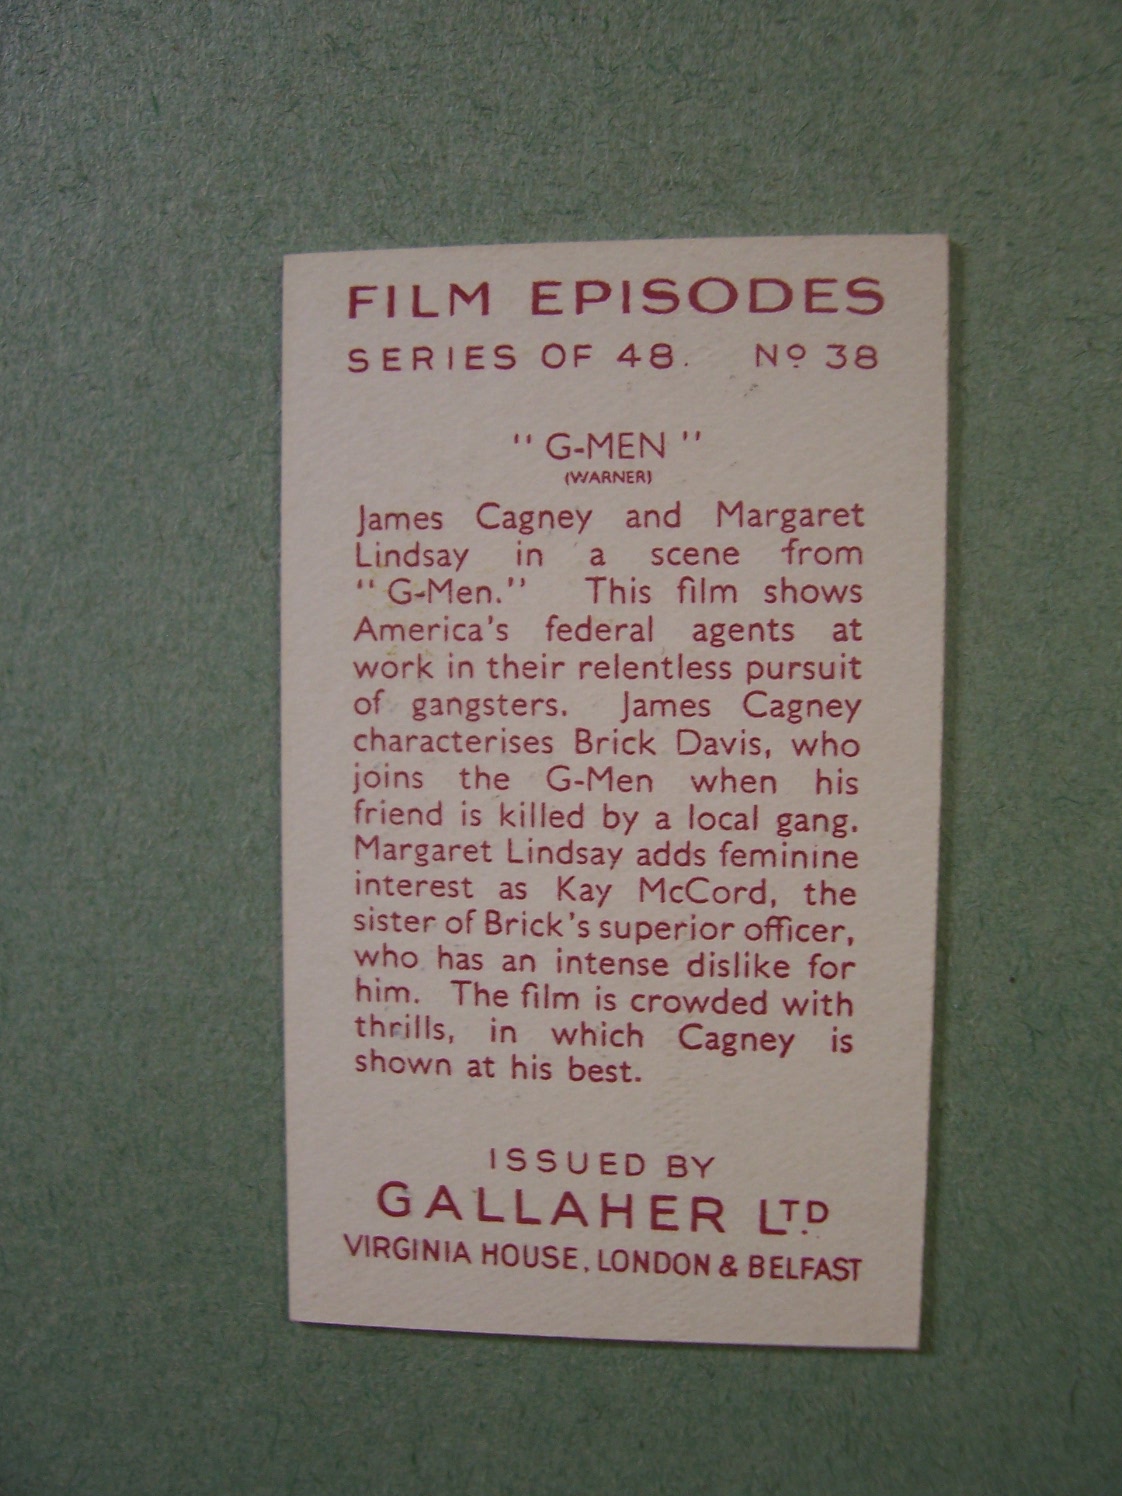 FILM EPISODES
SERIES OF 48. Nº 38
" G-MEN "
(WARNER)
James Cagney and Margaret
Lindsay in a scene from
" G-Men." This film shows
America's federal agents at
work in their relentless pursuit
of gangsters. James Cagney
characterises Brick Davis, who
joins the G-Men when his
friend is killed by a local gang.
Margaret Lindsay adds feminine
interest as Kay McCord, the
sister of Brick's superior officer,
who has an intense dislike for
him. The film is crowded with
thrills, in which Cagney is
shown at his best.
ISSUED BY
GALLAHER LTD
VIRGINIA HOUSE, LONDON & BELFAST